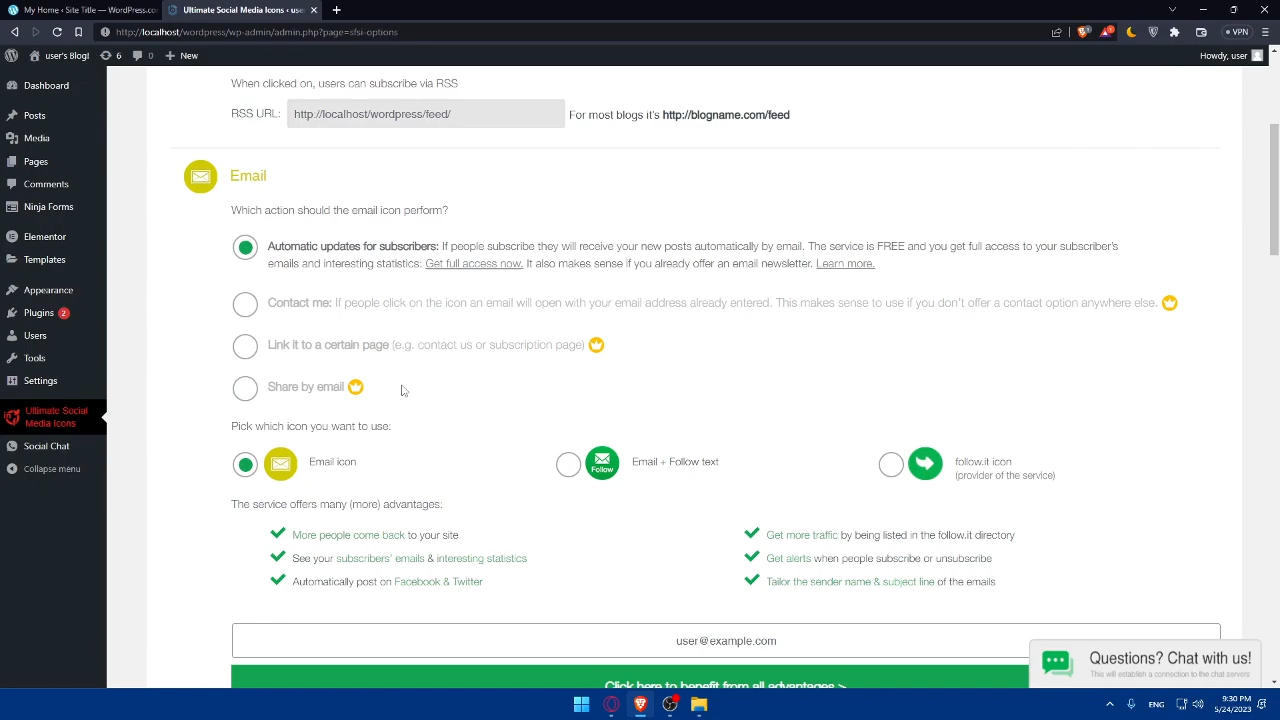 My Home ‹ Site Title — WordPress.co
Ultimate Social Media Icons ‹ use
http://localhost/wordpress/wp-admin/admin.php?page=sfsi-options
VPN
user's Blog!
6
0
New
Howdy, user
Dashboard
Posts
Media
Pages
Comments
Ninja Forms
Elementor
Templates
Appearance
Plugins 2
Users
Tools
Settings
Ultimate Social
Media Icons
Social Chat
Collapse menu
When clicked on, users can subscribe via RSS
RSS URL: http://localhost/wordpress/feed/ For most blogs it's http://blogname.com/feed
Email
Which action should the email icon perform?
Automatic updates for subscribers: If people subscribe they will receive your new posts automatically by email. The service is FREE and you get full access to your subscriber's
emails and interesting statistics: Get full access now. It also makes sense if you already offer an email newsletter. Learn more.
Contact me: If people click on the icon an email will open with your email address already entered. This makes sense to use if you don't offer a contact option anywhere else.
Link it to a certain page (e.g. contact us or subscription page)
Share by email
Pick which icon you want to use:
Email icon
Follow
Email + Follow text
follow.it icon
(provider of the service)
The service offers many (more) advantages:
More people come back to your site
Get more traffic by being listed in the follow.it directory
See your subscribers' emails & interesting statistics
Get alerts when people subscribe or unsubscribe
Automatically post on Facebook & Twitter
Tailor the sender name & subject line of the emails
user@example.com
Click here to benefit from all advantages >
Questions? Chat with us!
This will establish a connection to the chat servers
ENG
9:30 PM
5/24/2023